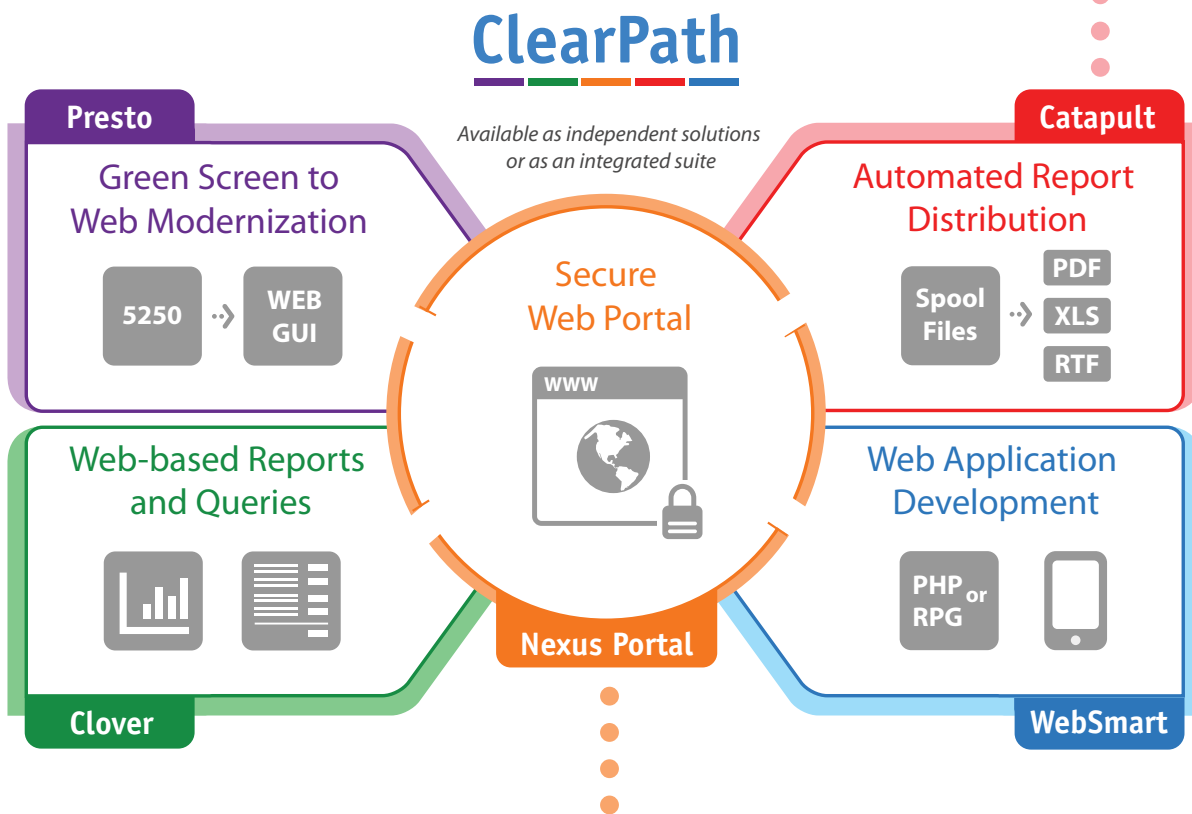 ClearPath
Available as independent solutions
or as an integrated suite
Presto
Green Screen to
Web Modernization
5250
WEB
GUI
Catapult
Automated Report
Distribution
Spool
Files
PDF
XLS
RTF
Secure
Web Portal
WWW
Nexus Portal
Web-based Reports
and Queries
Clover
Web Application
Development
PHP or
RPG
WebSmart